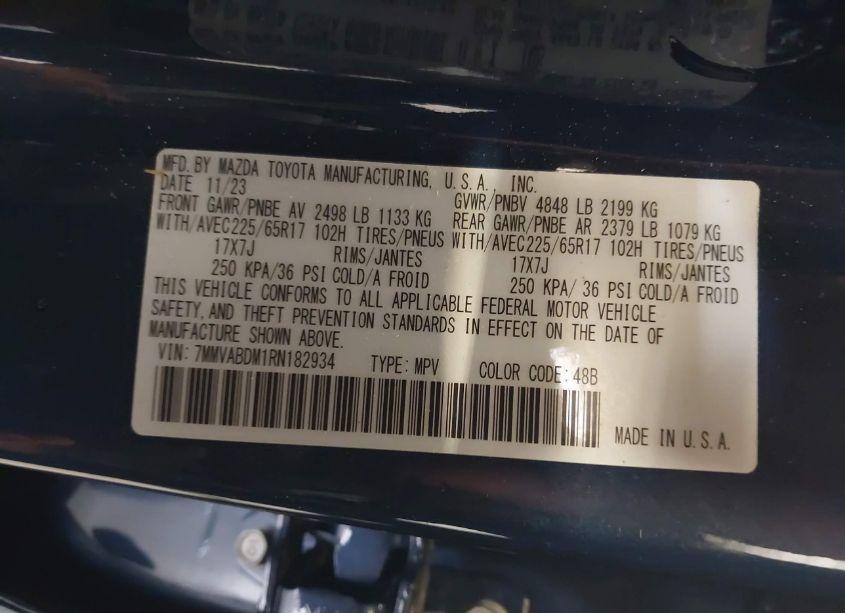 MFD. BY MAZDA TOYOTA MANUFACTURING, U.S.A., INC.
DATE 11/23 GVWR/PNBV 4848 LB 2199 KG
FRONT GAWR/PNBE AV 2498 LB 1133 KG REAR GAWR/PNBE AR 2379 LB 1079 KG
WITH/AVEC225/65R17 102H TIRES/PNEUS WITH/AVEC225/65R17 102H TIRES/PNEUS
17X7J RIMS/JANTES 17X7J RIMS/JANTES
250 KPA/36 PSI COLD/A FROID 250 KPA/ 36 PSI COLD/A FROID
THIS VEHICLE CONFORMS TO ALL APPLICABLE FEDERAL MOTOR VEHICLE
SAFETY, AND THEFT PREVENTION STANDARDS IN EFFECT ON THE DATE OF
MANUFACTURE SHOWN ABOVE.
VIN: 7MMVABDM1RN182934 TYPE: MPV COLOR CODE: 48B
MADE IN U.S.A.